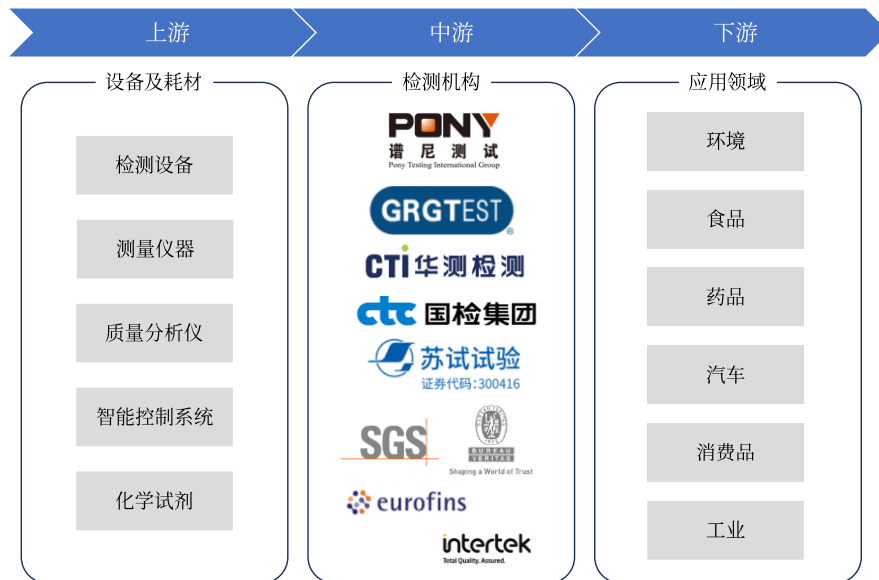 上游
中游
下游
设备及耗材
检测设备
测量仪器
质量分析仪
智能控制系统
化学试剂
检测机构
PONY
谱尼测试
Pony Testing International Group
GRGTEST
®
CTI华测检测
ctc 国检集团
苏试试验
证券代码:300416
SGS
BUREAU
VERITAS
Shaping a World of Trust
eurofins
intertek
Total Quality. Assured.
应用领域
环境
食品
药品
汽车
消费品
工业